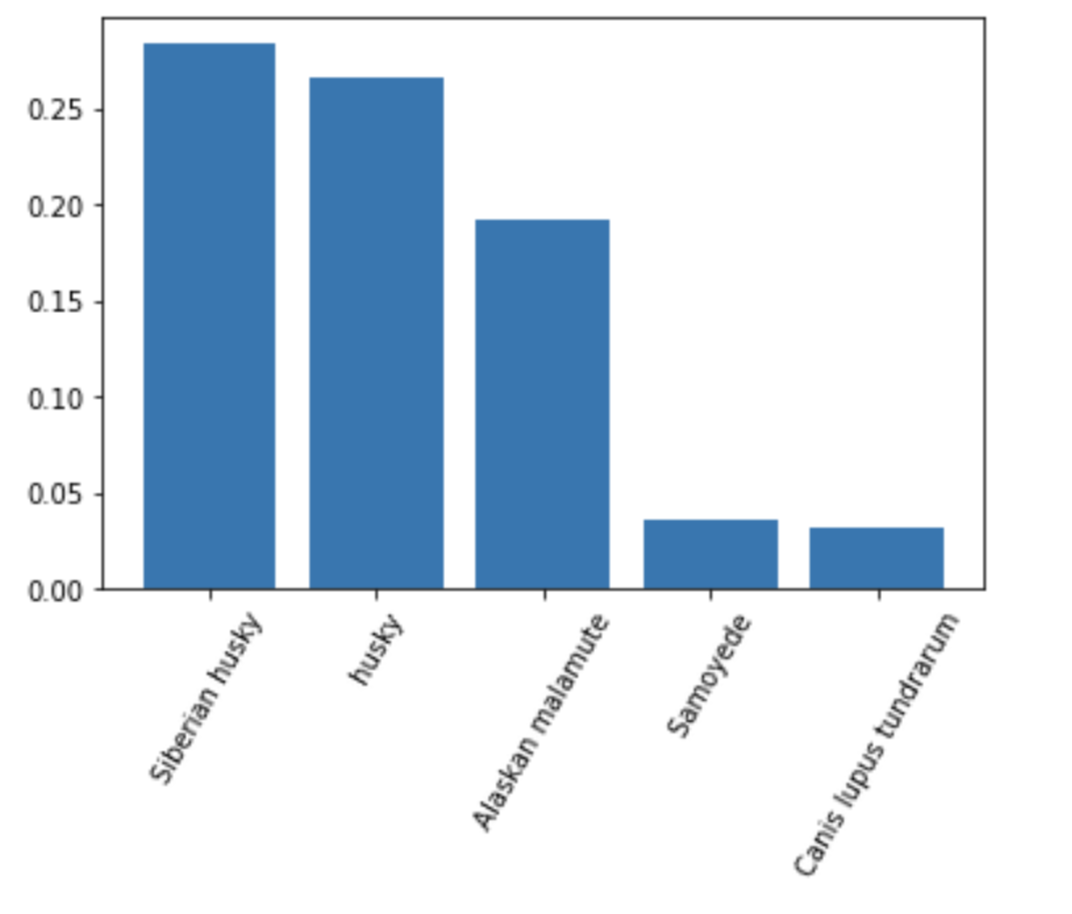 0.25
0.20
0.15
0.10
0.05
0.00
Siberian husky
husky
Alaskan malamute
Samoyede
Canis lupus tundrarum